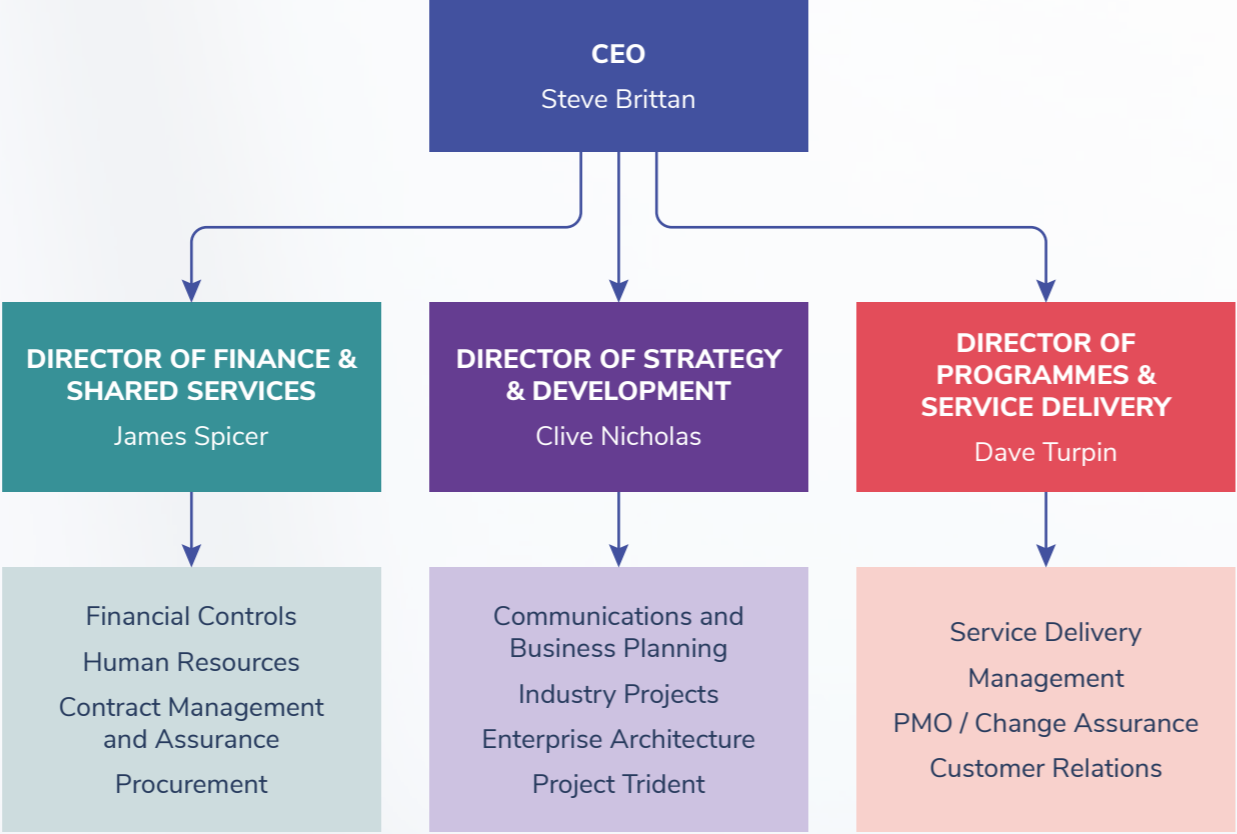 CEO
Steve Brittan
DIRECTOR OF FINANCE &
SHARED SERVICES
James Spicer
DIRECTOR OF STRATEGY
& DEVELOPMENT
Clive Nicholas
DIRECTOR OF
PROGRAMMES &
SERVICE DELIVERY
Dave Turpin
Financial Controls
Human Resources
Contract Management
and Assurance
Procurement
Communications and
Business Planning
Industry Projects
Enterprise Architecture
Project Trident
Service Delivery
Management
PMO / Change Assurance
Customer Relations